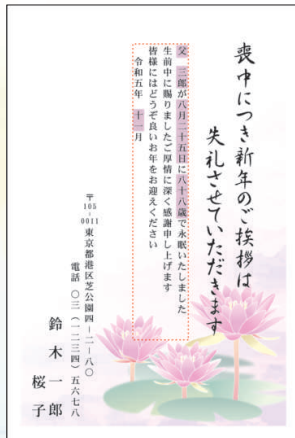 喪中につき新年のご挨拶は
失礼させていただきます
父　三郎が八月二十五日に八十八歳で永眠いたしました
生前中に賜りましたご厚情に深く感謝申し上げます
皆様にはどうぞ良いお年をお迎えください
令和五年　十一月
〒105-0011
東京都港区芝公園四－二－八〇
電話　〇三（一二三四）五六七八
鈴木一郎
桜子